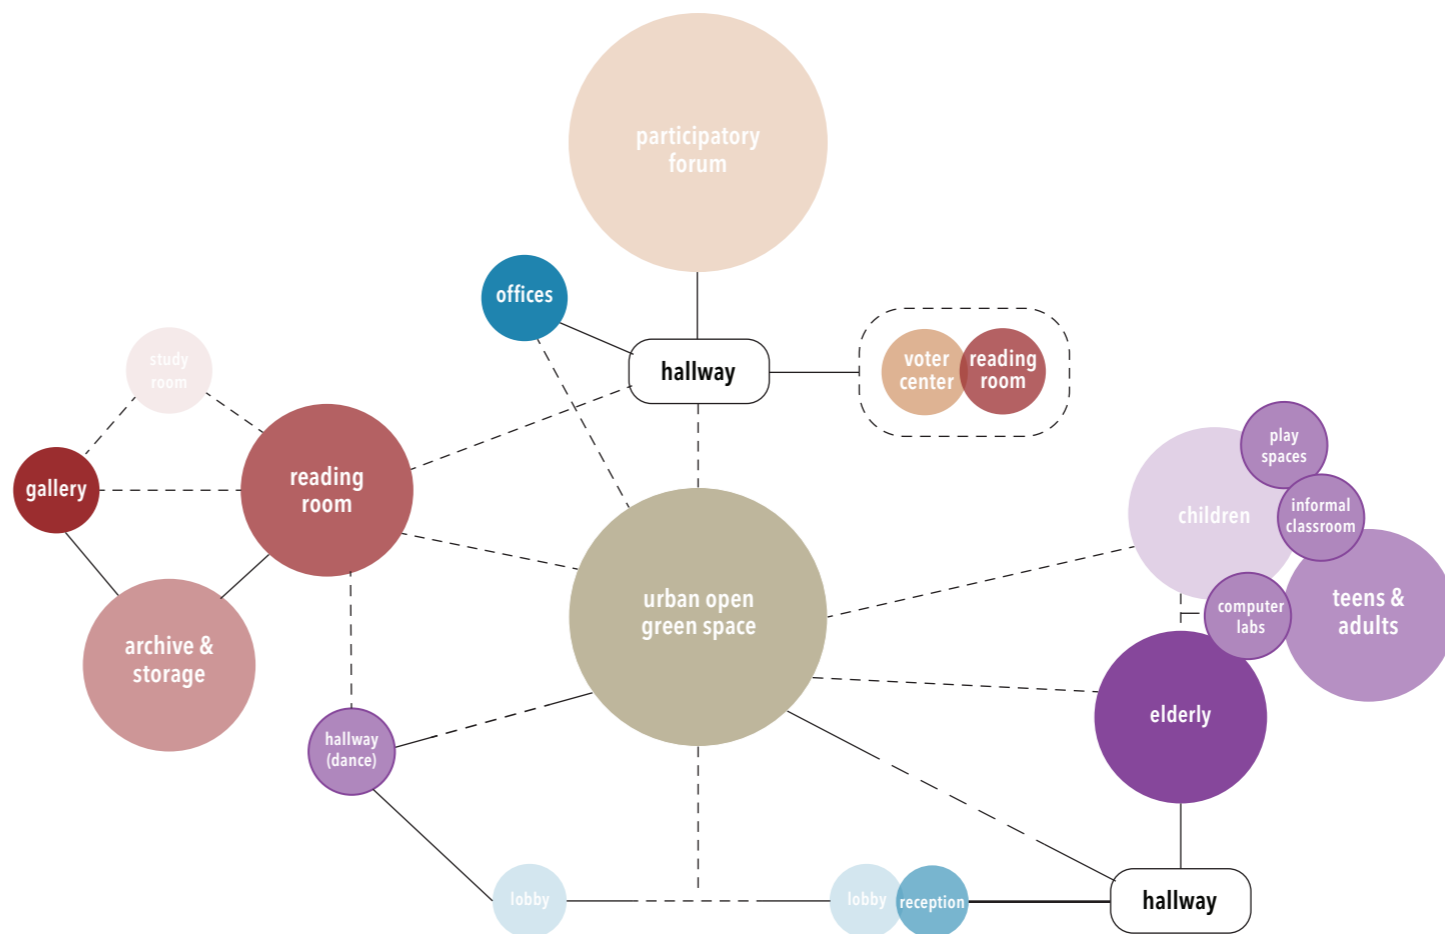 participatory
forum
offices
hallway
voter
center
reading
room
study
room
gallery
reading
room
play
spaces
children
informal
classroom
archive &
storage
urban open
green space
computer
labs
teens &
adults
elderly
hallway
(dance)
lobby
lobby
reception
hallway